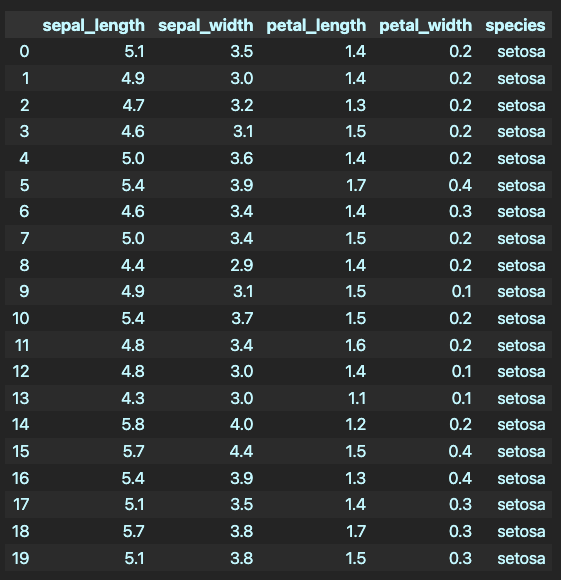 sepal_length sepal_width petal_length petal_width species
0 5.1 3.5 1.4 0.2 setosa
1 4.9 3.0 1.4 0.2 setosa
2 4.7 3.2 1.3 0.2 setosa
3 4.6 3.1 1.5 0.2 setosa
4 5.0 3.6 1.4 0.2 setosa
5 5.4 3.9 1.7 0.4 setosa
6 4.6 3.4 1.4 0.3 setosa
7 5.0 3.4 1.5 0.2 setosa
8 4.4 2.9 1.4 0.2 setosa
9 4.9 3.1 1.5 0.1 setosa
10 5.4 3.7 1.5 0.2 setosa
11 4.8 3.4 1.6 0.2 setosa
12 4.8 3.0 1.4 0.1 setosa
13 4.3 3.0 1.1 0.1 setosa
14 5.8 4.0 1.2 0.2 setosa
15 5.7 4.4 1.5 0.4 setosa
16 5.4 3.9 1.3 0.4 setosa
17 5.1 3.5 1.4 0.3 setosa
18 5.7 3.8 1.7 0.3 setosa
19 5.1 3.8 1.5 0.3 setosa